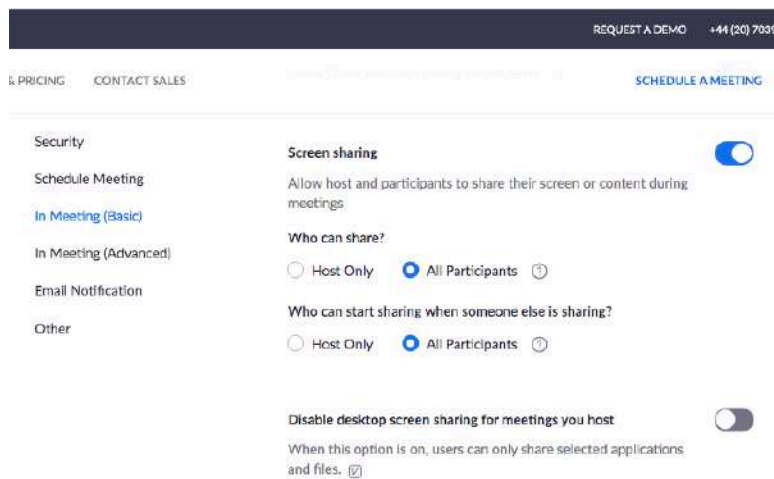 REQUEST A DEMO +44 (20) 7039
& PRICING CONTACT SALES SCHEDULE A MEETING
Security
Schedule Meeting
In Meeting (Basic)
In Meeting (Advanced)
Email Notification
Other
Screen sharing
Allow host and participants to share their screen or content during
meetings
Who can share?
Host Only All Participants
Who can start sharing when someone else is sharing?
Host Only All Participants
Disable desktop screen sharing for meetings you host
When this option is on, users can only share selected applications
and files.